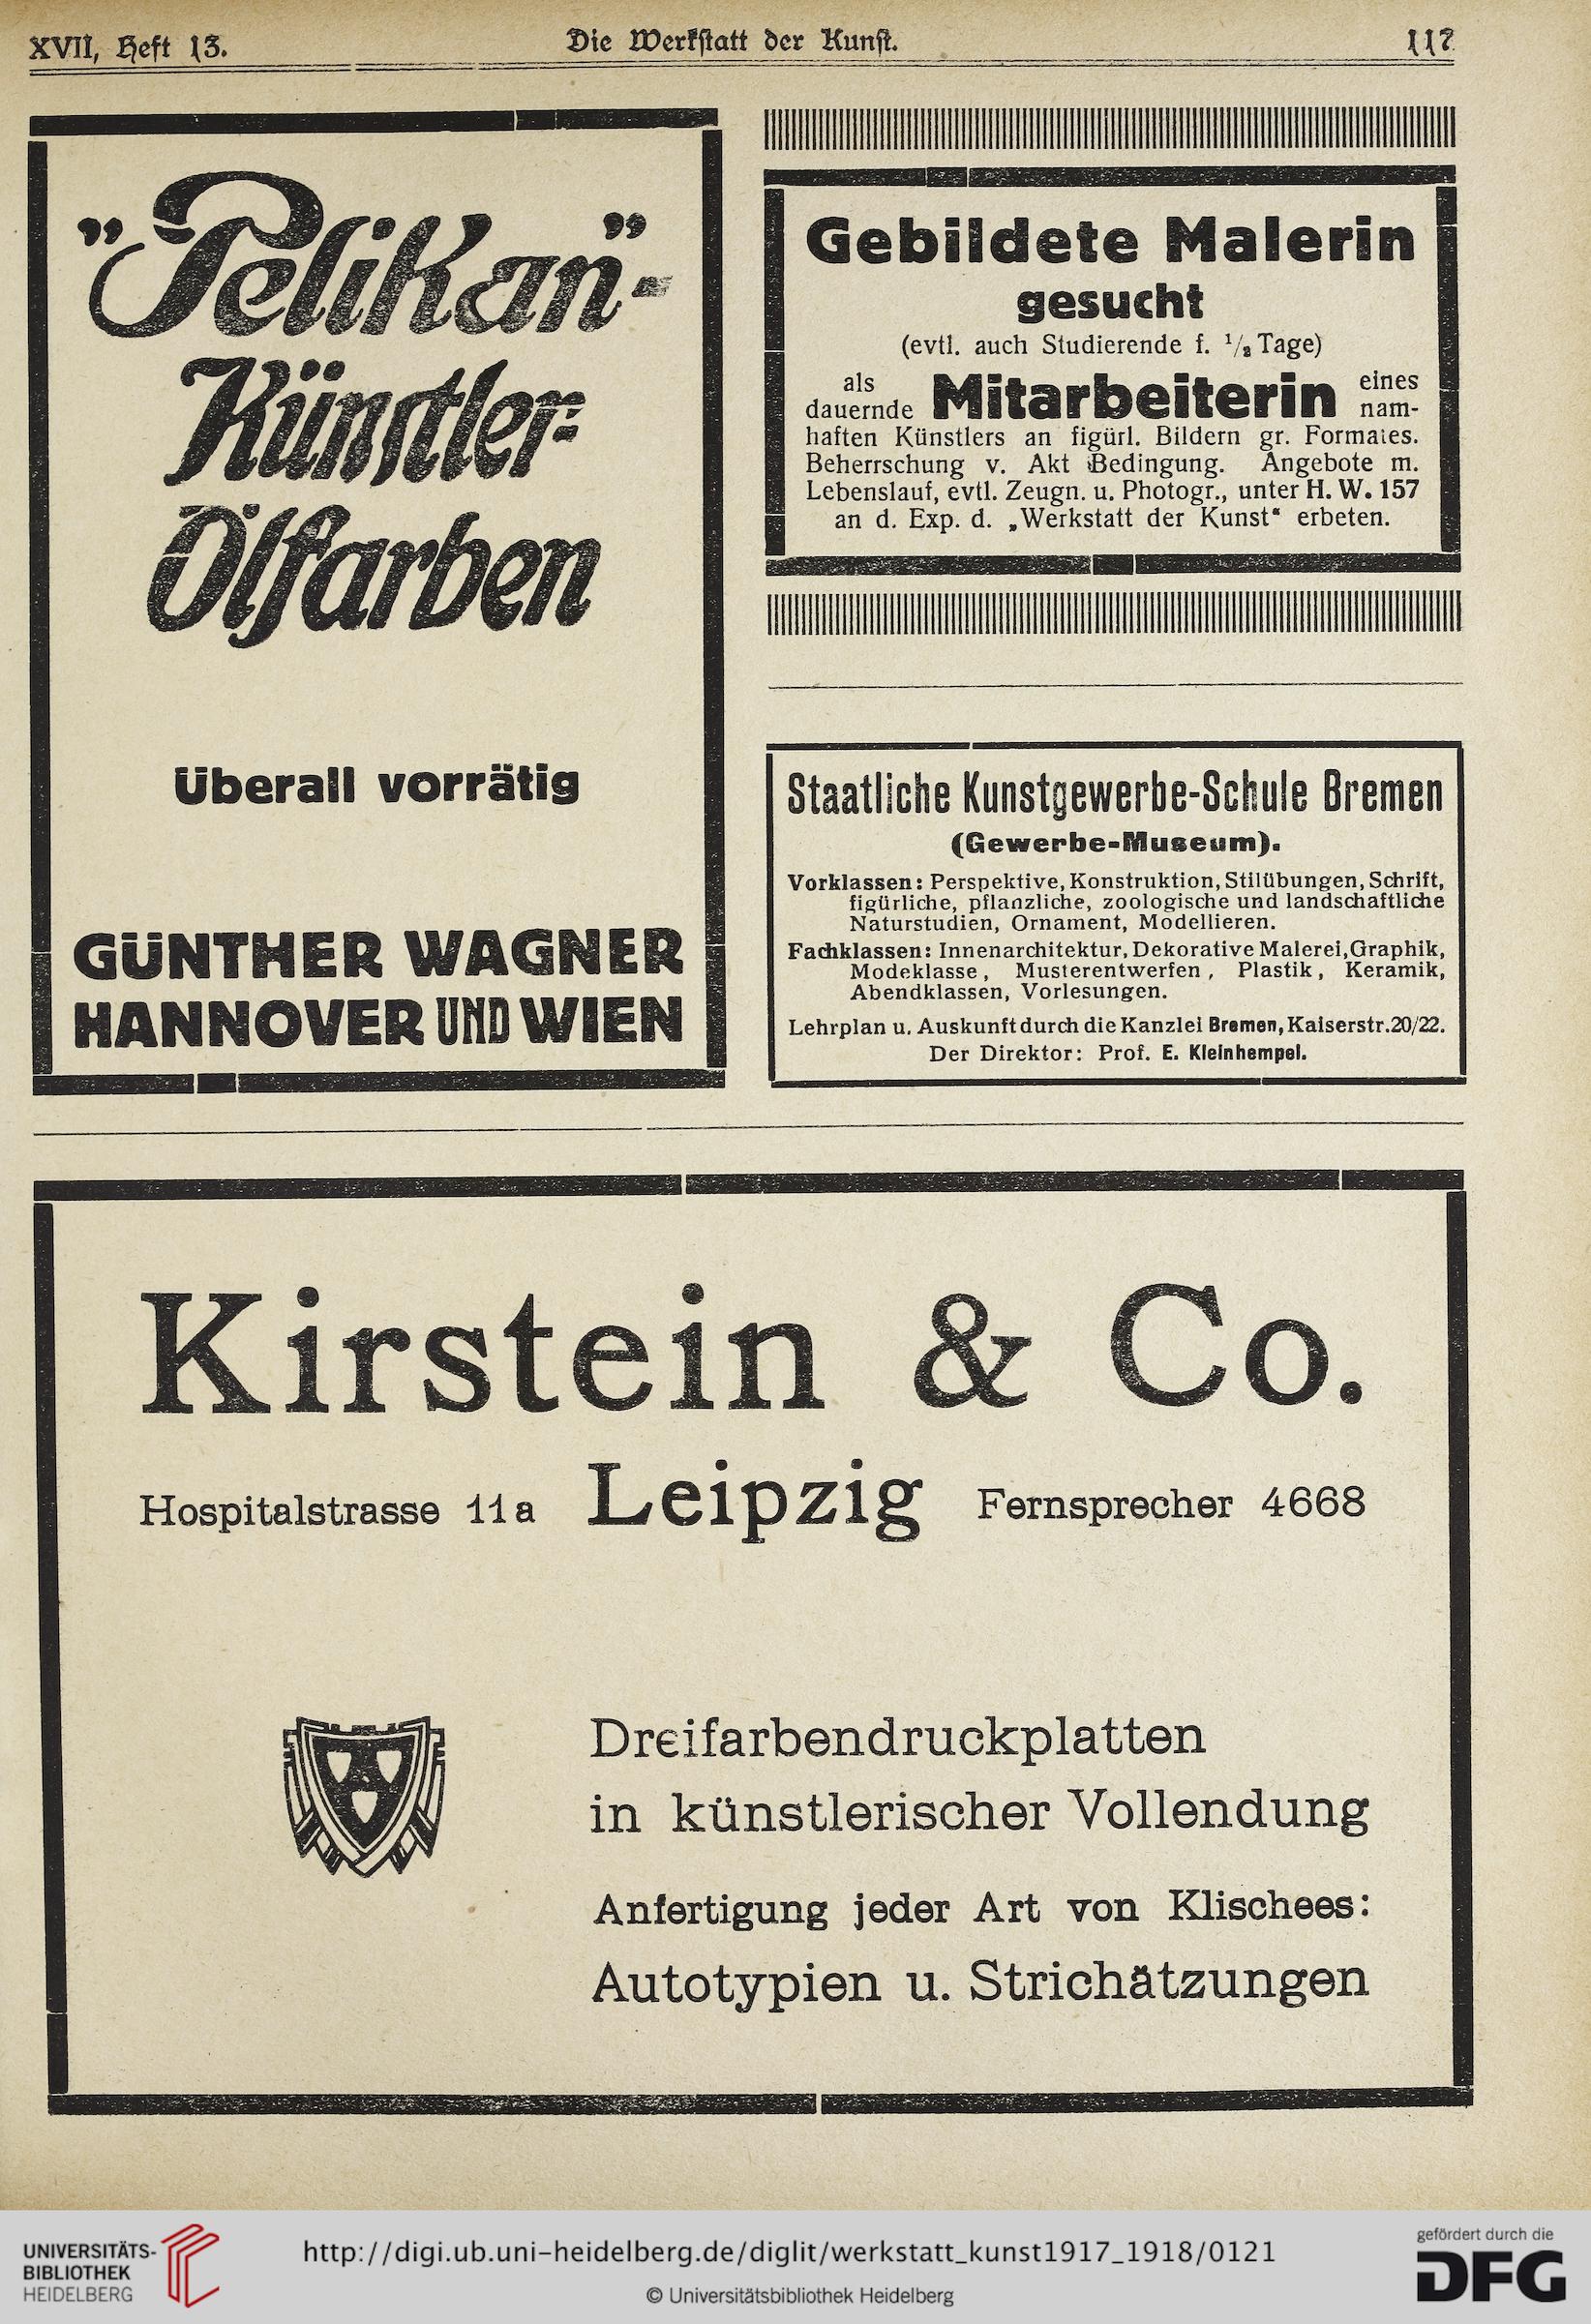 XVII, Heft 13.
Die Werkstatt der Kunst.
117
"Pelikan"-
Künstler-
Ölfarben
Überall vorrätig
GÜNTHER WAGNER
HANNOVER UND WIEN
Gebildete Malerin
gesucht
(evtl. auch Studierende f. 1/2 Tage)
als dauernde Mitarbeiterin eines nam-
haften Künstlers an figürl. Bildern gr. Formates.
Beherrschung v. Akt Bedingung. Angebote m.
Lebenslauf, evtl. Zeugn. u. Photogr., unter H. W. 157
an d. Exp. d. „Werkstatt der Kunst“ erbeten.
Staatliche Kunstgewerbe-Schule Bremen
(Gewerbe-Museum).
Vorklassen: Perspektive, Konstruktion, Stilübungen, Schrift,
figürliche, pflanzliche, zoologische und landschaftliche
Naturstudien, Ornament, Modellieren.
Fachklassen: Innenarchitektur, Dekorative Malerei, Graphik,
Modeklasse, Musterentwerfen, Plastik, Keramik,
Abendklassen, Vorlesungen.
Lehrplan u. Auskunft durch die Kanzlei Bremen, Kaiserstr. 20/22.
Der Direktor: Prof. E. Kleinhempel.
Kirstein & Co.
Hospitalstrasse 11a Leipzig Fernsprecher 4668
Dreifarbendruckplatten
in künstlerischer Vollendung
Anfertigung jeder Art von Klischees:
Autotypien u. Strichätzungen
UNIVERSITÄTS-
BIBLIOTHEK
HEIDELBERG
http://digi.ub.uni-heidelberg.de/diglit/werkstatt_kunst1917_1918/0121
© Universitätsbibliothek Heidelberg
gefördert durch die
DFG